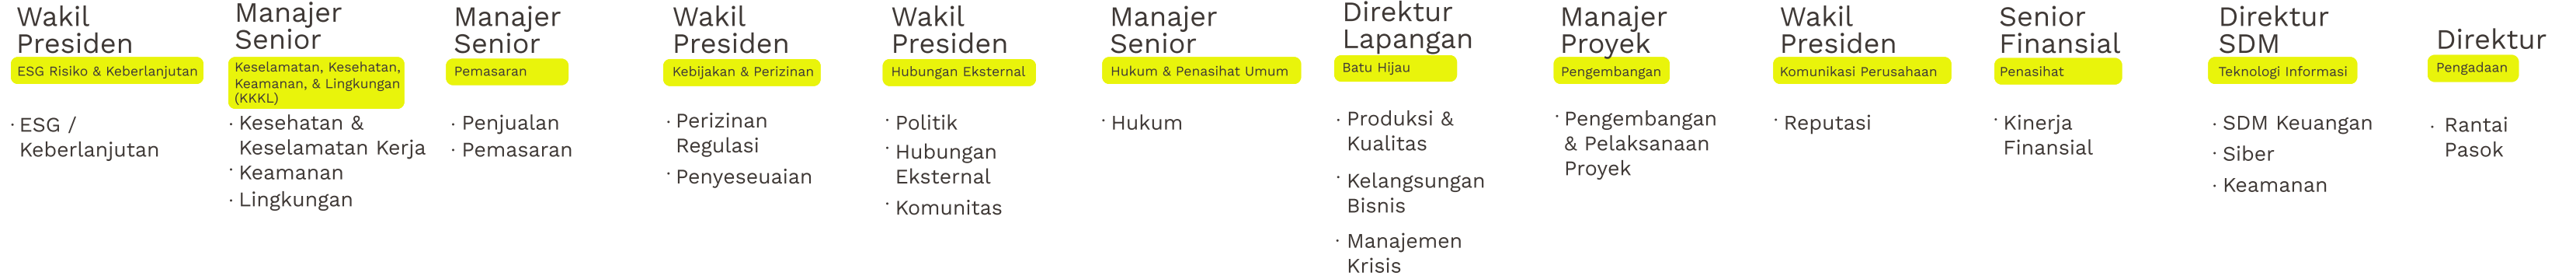 Wakil
Presiden
ESG Risiko & Keberlanjutan
· ESG /
Keberlanjutan
Manajer
Senior
Keselamatan, Kesehatan,
Keamanan, & Lingkungan
(KKKL)
· Kesehatan &
Keselamatan Kerja
· Keamanan
· Lingkungan
Manajer
Senior
Pemasaran
· Penjualan
· Pemasaran
Wakil
Presiden
Kebijakan & Perizinan
· Perizinan
Regulasi
· Penyeseuaian
Wakil
Presiden
Hubungan Eksternal
· Politik
· Hubungan
Eksternal
· Komunitas
Manajer
Senior
Hukum & Penasihat Umum
· Hukum
Direktur
Lapangan
Batu Hijau
· Produksi &
Kualitas
· Kelangsungan
Bisnis
· Manajemen
Krisis
Manajer
Proyek
Pengembangan
· Pengembangan
& Pelaksanaan
Proyek
Wakil
Presiden
Komunikasi Perusahaan
· Reputasi
Senior
Finansial
Penasihat
· Kinerja
Finansial
Direktur
SDM
Teknologi Informasi
· SDM Keuangan
· Siber
· Keamanan
Direktur
Pengadaan
· Rantai
Pasok